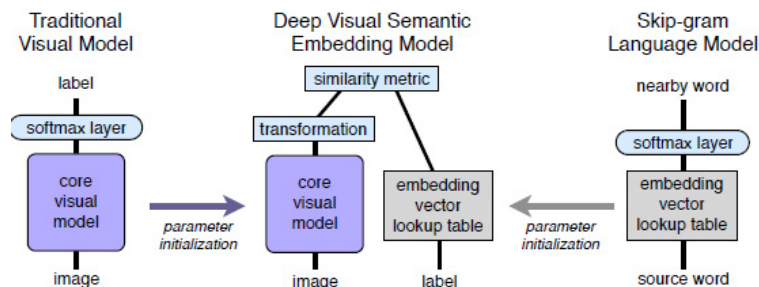 Traditional
Visual Model
label
softmax layer
core
visual
model
image
parameter
initialization
Deep Visual Semantic
Embedding Model
similarity metric
transformation
core
visual
model
image
embedding
vector
lookup table
label
parameter
initialization
Skip-gram
Language Model
nearby word
softmax layer
embedding
vector
lookup table
source word